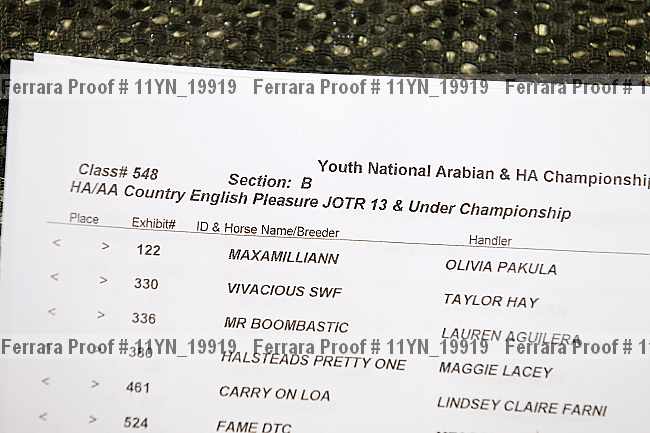 Ferrara Proof # 11YN_19919 Ferrara Proof # 11YN_19919 Ferrara Proof # 1
Youth National Arabian & HA Championship
Class# 548 Section: B
HA/AA Country English Pleasure JOTR 13 & Under Championship
Place Exhibit# ID & Horse Name/Breeder Handler
< > 122 MAXAMILLIANN OLIVIA PAKULA
< > 330 VIVACIOUS SWF TAYLOR HAY
< > 336 MR BOOMBASTIC LAUREN AGUILERA
Ferrara Proof # 11YN_19919 Ferrara Proof # 11YN_19919 Ferrara Proof # 1
> 380 HALSTEADS PRETTY ONE MAGGIE LACEY
< > 461 CARRY ON LOA LINDSEY CLAIRE FARNI
< > 524 FAME DTC